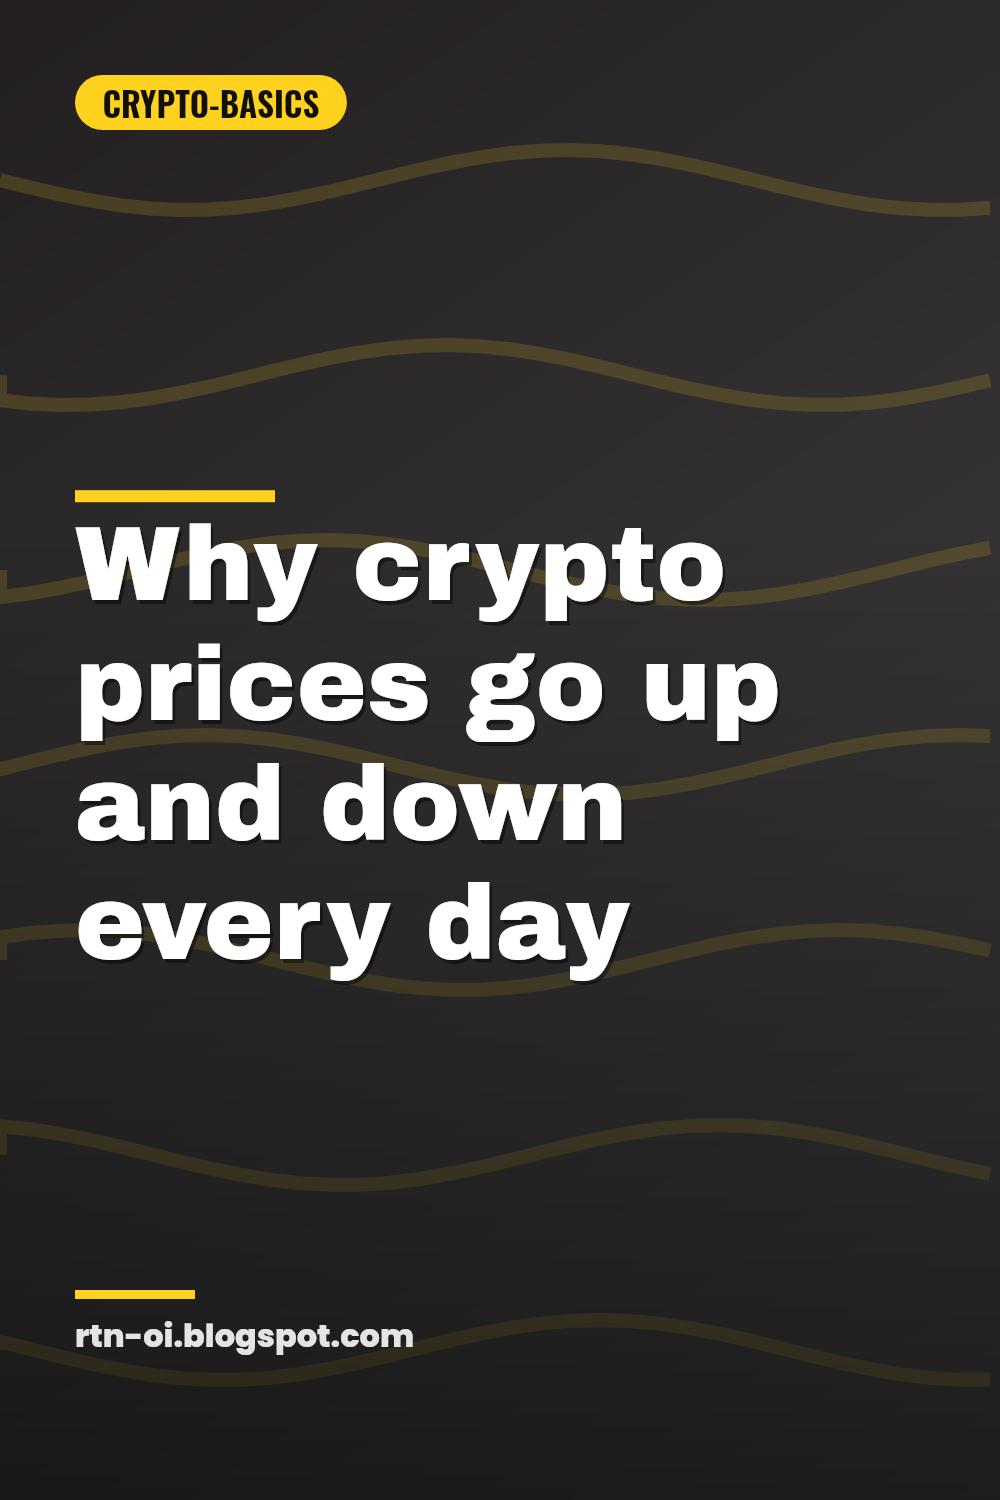 CRYPTO-BASICS
Why crypto
prices go up
and down
every day
rtn-oi.blogspot.com